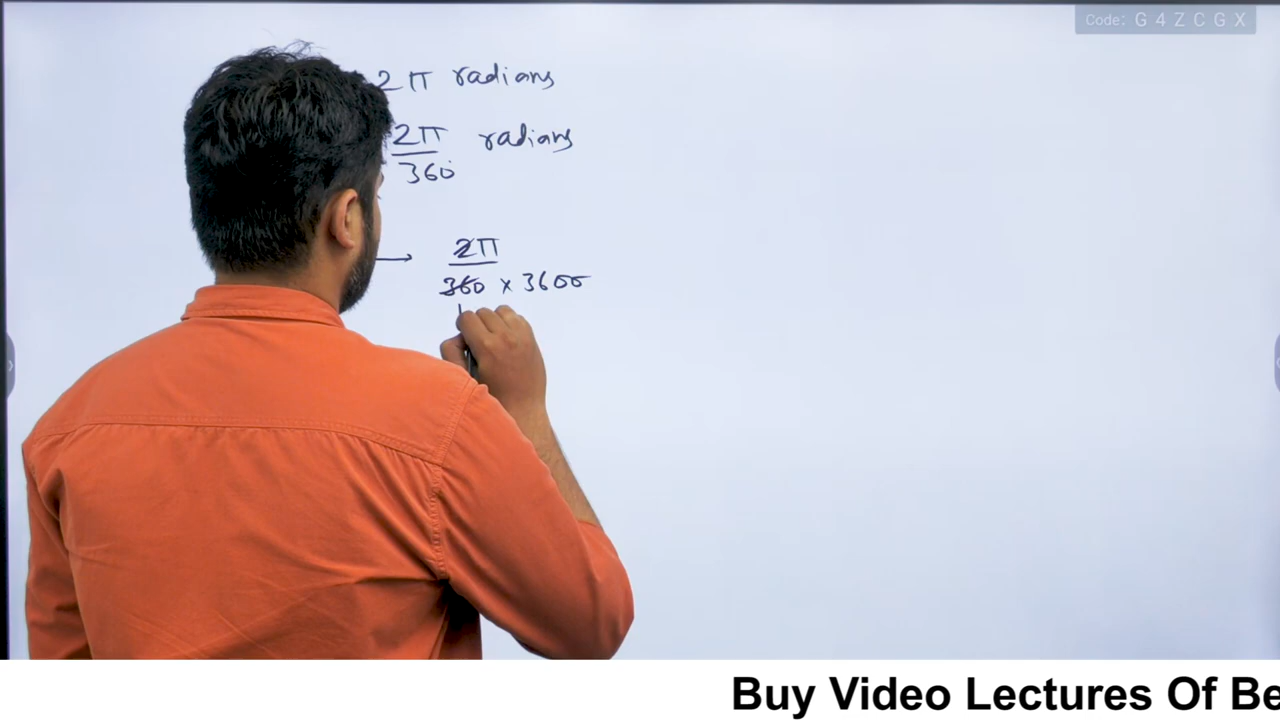 Code: G 4 Z C G X
2π radians
2π
360 radians
→ 2π
360 × 3600
Buy Video Lectures Of Be